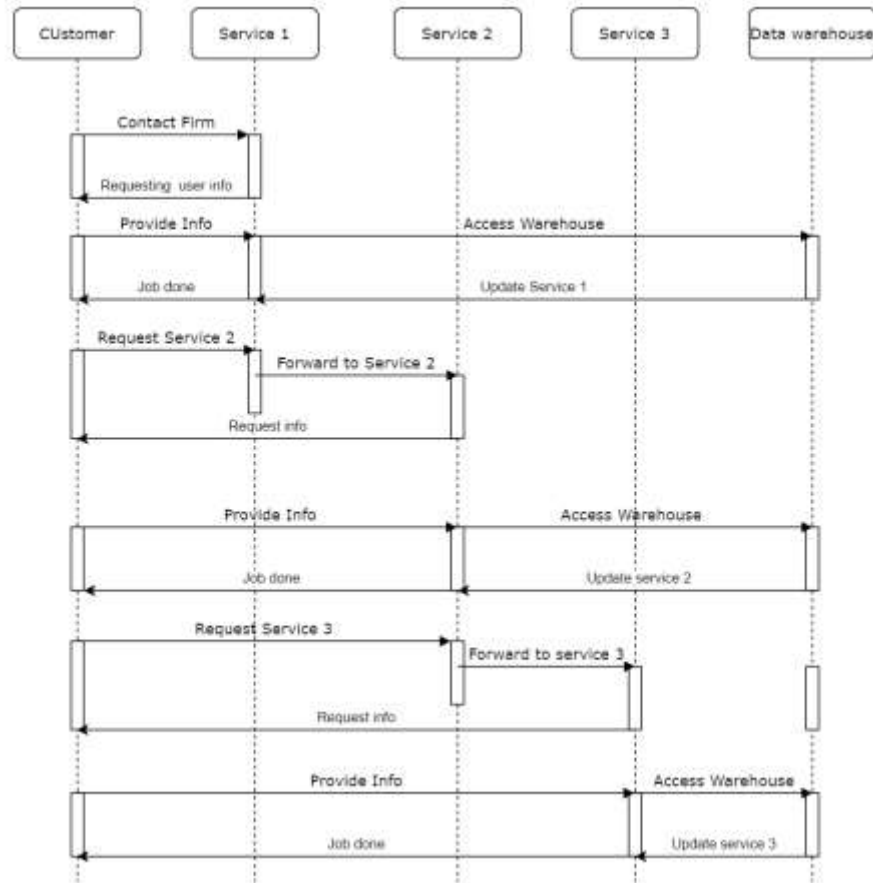 CUstomer
Service 1
Service 2
Service 3
Data warehouse
Contact Firm
Requesting user info
Provide Info
Access Warehouse
Job done
Update Service 1
Request Service 2
Forward to Service 2
Request info
Provide Info
Access Warehouse
Job done
Update service 2
Request Service 3
Forward to service 3
Request info
Provide Info
Access Warehouse
Job done
Update service 3